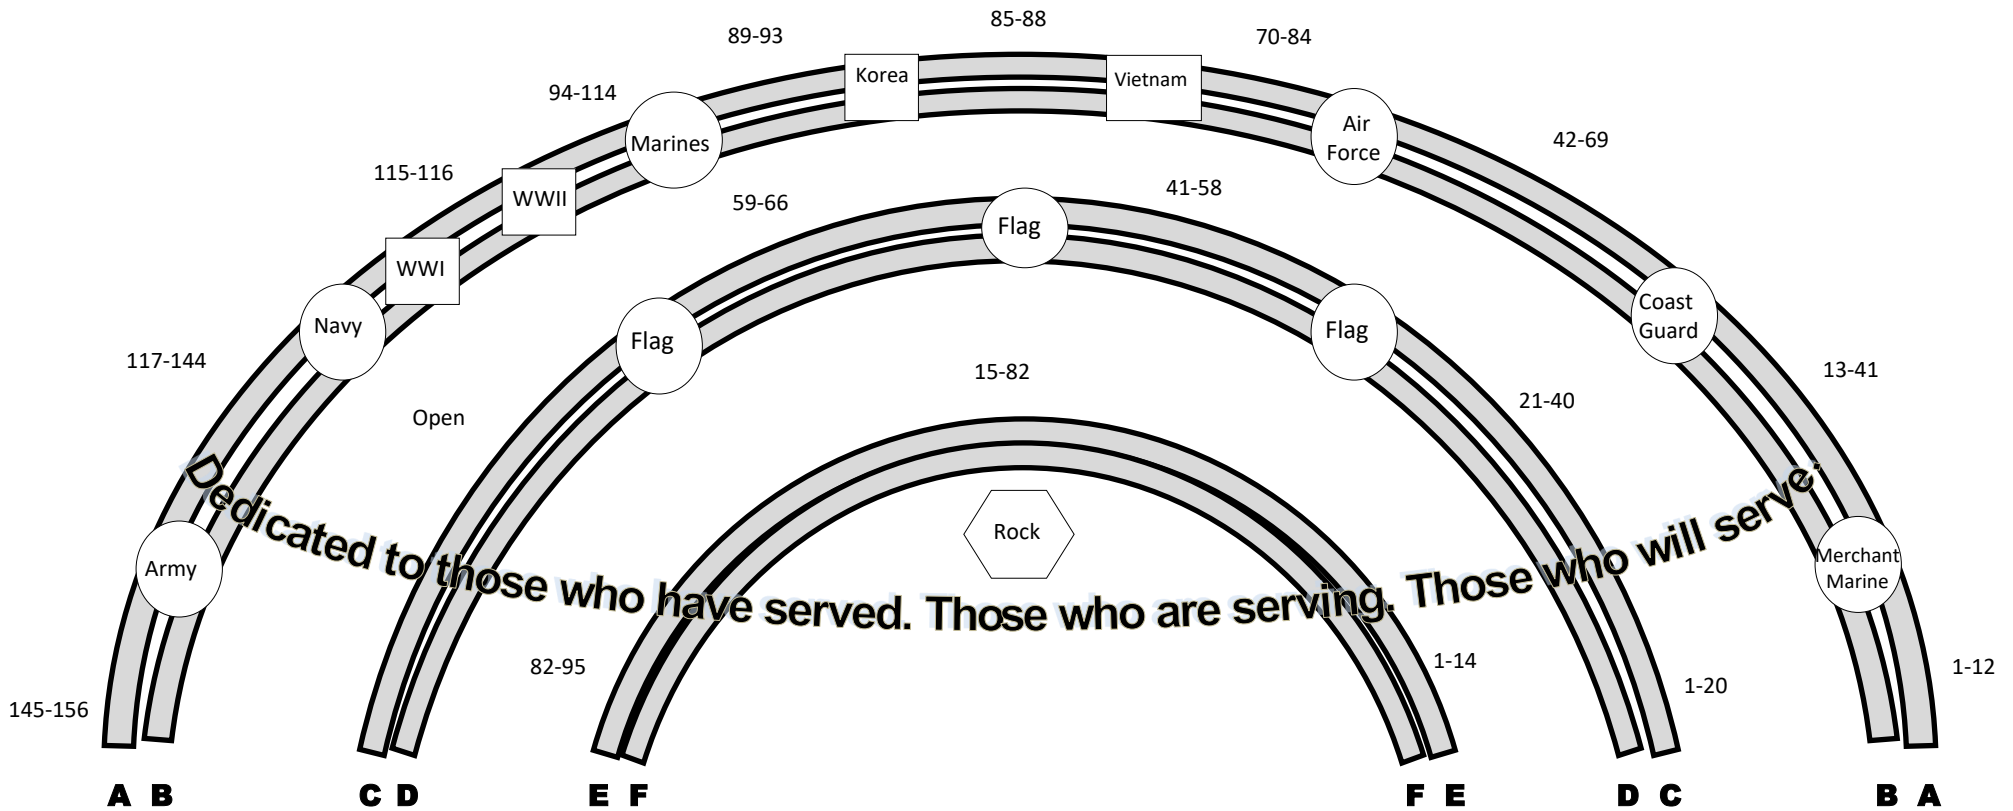 85-88
89-93
70-84
Korea
Vietnam
94-114
Marines
Air
Force
42-69
115-116
WWII
59-66
41-58
Flag
WWI
Navy
Flag
Flag
Coast
Guard
117-144
15-82
13-41
Open
21-40
Dedicated to those who have served. Those who are serving. Those who will serve.
Rock
Army
Merchant
Marine
82-95
1-14
1-12
1-20
145-156
A B C D E F F E D C B A